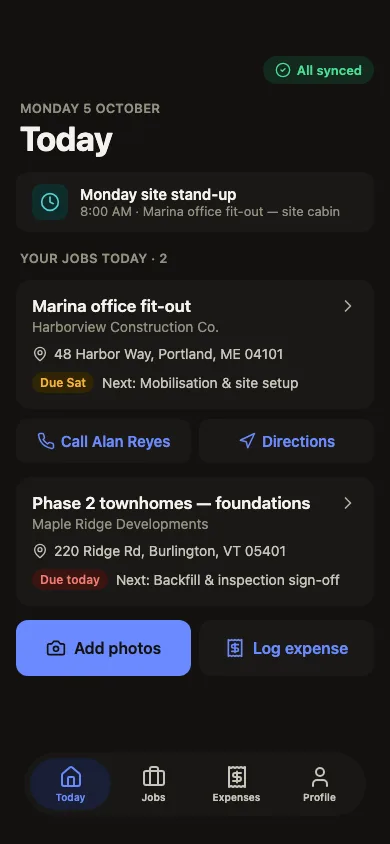 All synced
MONDAY 5 OCTOBER
Today
Monday site stand-up
8:00 AM · Marina office fit-out — site cabin
YOUR JOBS TODAY · 2
Marina office fit-out
Harborview Construction Co.
48 Harbor Way, Portland, ME 04101
Due Sat Next: Mobilisation & site setup
Call Alan Reyes Directions
Phase 2 townhomes — foundations
Maple Ridge Developments
220 Ridge Rd, Burlington, VT 05401
Due today Next: Backfill & inspection sign-off
Add photos Log expense
Today Jobs Expenses Profile